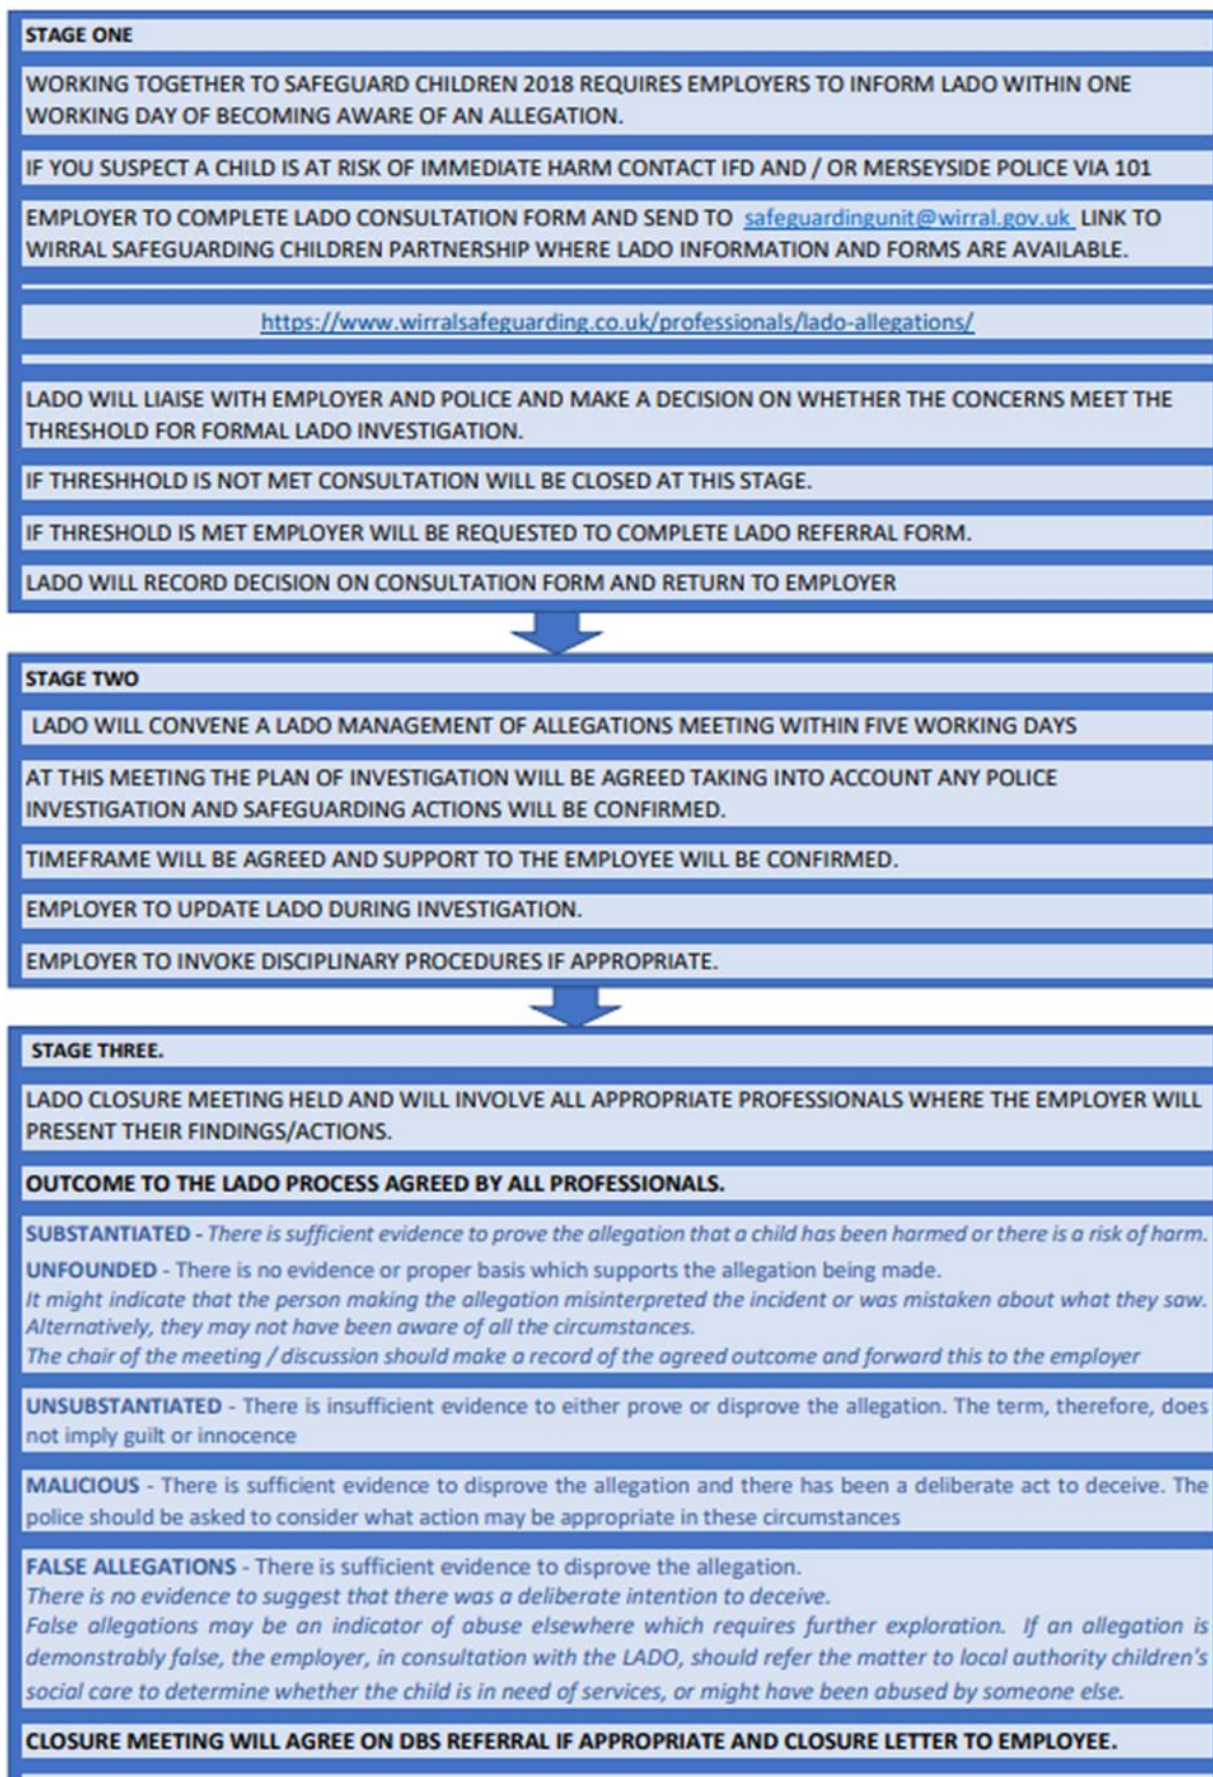 STAGE ONE
WORKING TOGETHER TO SAFEGUARD CHILDREN 2018 REQUIRES EMPLOYERS TO INFORM LADO WITHIN ONE
WORKING DAY OF BECOMING AWARE OF AN ALLEGATION.
IF YOU SUSPECT A CHILD IS AT RISK OF IMMEDIATE HARM CONTACT IFD AND / OR MERSEYSIDE POLICE VIA 101
EMPLOYER TO COMPLETE LADO CONSULTATION FORM AND SEND TO safeguardingunit@wirral.gov.uk LINK TO
WIRRAL SAFEGUARDING CHILDREN PARTNERSHIP WHERE LADO INFORMATION AND FORMS ARE AVAILABLE.
https://www.wirralsafeguarding.co.uk/professionals/lado-allegations/
LADO WILL LIAISE WITH EMPLOYER AND POLICE AND MAKE A DECISION ON WHETHER THE CONCERNS MEET THE
THRESHOLD FOR FORMAL LADO INVESTIGATION.
IF THRESHHOLD IS NOT MET CONSULTATION WILL BE CLOSED AT THIS STAGE.
IF THRESHOLD IS MET EMPLOYER WILL BE REQUESTED TO COMPLETE LADO REFERRAL FORM.
LADO WILL RECORD DECISION ON CONSULTATION FORM AND RETURN TO EMPLOYER
STAGE TWO
LADO WILL CONVENE A LADO MANAGEMENT OF ALLEGATIONS MEETING WITHIN FIVE WORKING DAYS
AT THIS MEETING THE PLAN OF INVESTIGATION WILL BE AGREED TAKING INTO ACCOUNT ANY POLICE
INVESTIGATION AND SAFEGUARDING ACTIONS WILL BE CONFIRMED.
TIMEFRAME WILL BE AGREED AND SUPPORT TO THE EMPLOYEE WILL BE CONFIRMED.
EMPLOYER TO UPDATE LADO DURING INVESTIGATION.
EMPLOYER TO INVOKE DISCIPLINARY PROCEDURES IF APPROPRIATE.
STAGE THREE.
LADO CLOSURE MEETING HELD AND WILL INVOLVE ALL APPROPRIATE PROFESSIONALS WHERE THE EMPLOYER WILL
PRESENT THEIR FINDINGS/ACTIONS.
OUTCOME TO THE LADO PROCESS AGREED BY ALL PROFESSIONALS.
SUBSTANTIATED - There is sufficient evidence to prove the allegation that a child has been harmed or there is a risk of harm.
UNFOUNDED - There is no evidence or proper basis which supports the allegation being made.
It might indicate that the person making the allegation misinterpreted the incident or was mistaken about what they saw.
Alternatively, they may not have been aware of all the circumstances.
The chair of the meeting / discussion should make a record of the agreed outcome and forward this to the employer
UNSUBSTANTIATED - There is insufficient evidence to either prove or disprove the allegation. The term, therefore, does
not imply guilt or innocence
MALICIOUS - There is sufficient evidence to disprove the allegation and there has been a deliberate act to deceive. The
police should be asked to consider what action may be appropriate in these circumstances
FALSE ALLEGATIONS - There is sufficient evidence to disprove the allegation.
There is no evidence to suggest that there was a deliberate intention to deceive.
False allegations may be an indicator of abuse elsewhere which requires further exploration. If an allegation is
demonstrably false, the employer, in consultation with the LADO, should refer the matter to local authority children's
social care to determine whether the child is in need of services, or might have been abused by someone else.
CLOSURE MEETING WILL AGREE ON DBS REFERRAL IF APPROPRIATE AND CLOSURE LETTER TO EMPLOYEE.